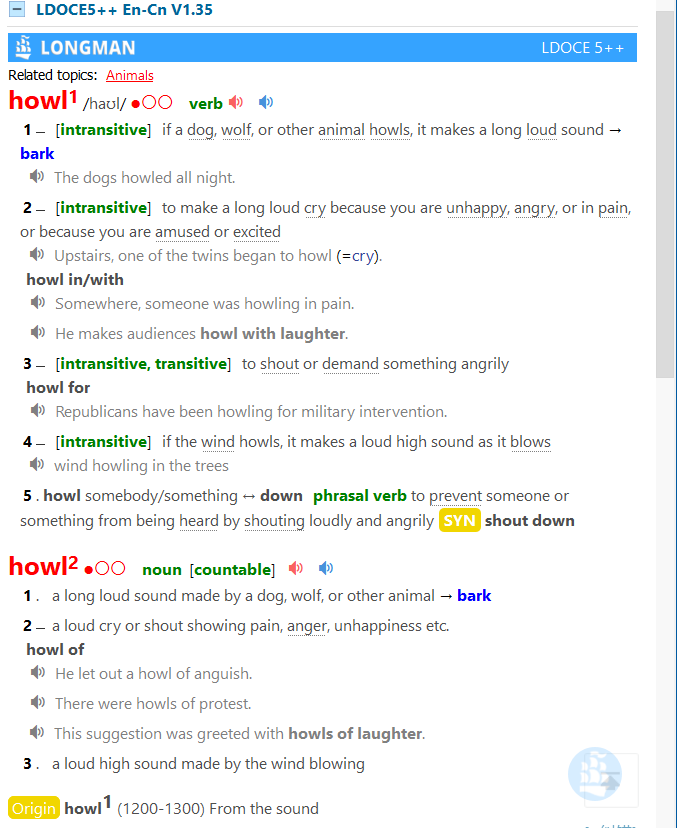 LDOCE5++ En-Cn V1.35
LONGMAN LDOCE 5++
Related topics: Animals
howl1 /haʊl/ ●○○ verb
1 – [intransitive] if a dog, wolf, or other animal howls, it makes a long loud sound →
bark
The dogs howled all night.
2 – [intransitive] to make a long loud cry because you are unhappy, angry, or in pain,
or because you are amused or excited
Upstairs, one of the twins began to howl (=cry).
howl in/with
Somewhere, someone was howling in pain.
He makes audiences howl with laughter.
3 – [intransitive, transitive] to shout or demand something angrily
howl for
Republicans have been howling for military intervention.
4 – [intransitive] if the wind howls, it makes a loud high sound as it blows
wind howling in the trees
5 . howl somebody/something ↔ down phrasal verb to prevent someone or
something from being heard by shouting loudly and angrily SYN shout down
howl2 ●○○ noun [countable]
1 . a long loud sound made by a dog, wolf, or other animal → bark
2 – a loud cry or shout showing pain, anger, unhappiness etc.
howl of
He let out a howl of anguish.
There were howls of protest.
This suggestion was greeted with howls of laughter.
3 . a loud high sound made by the wind blowing
Origin howl1 (1200-1300) From the sound